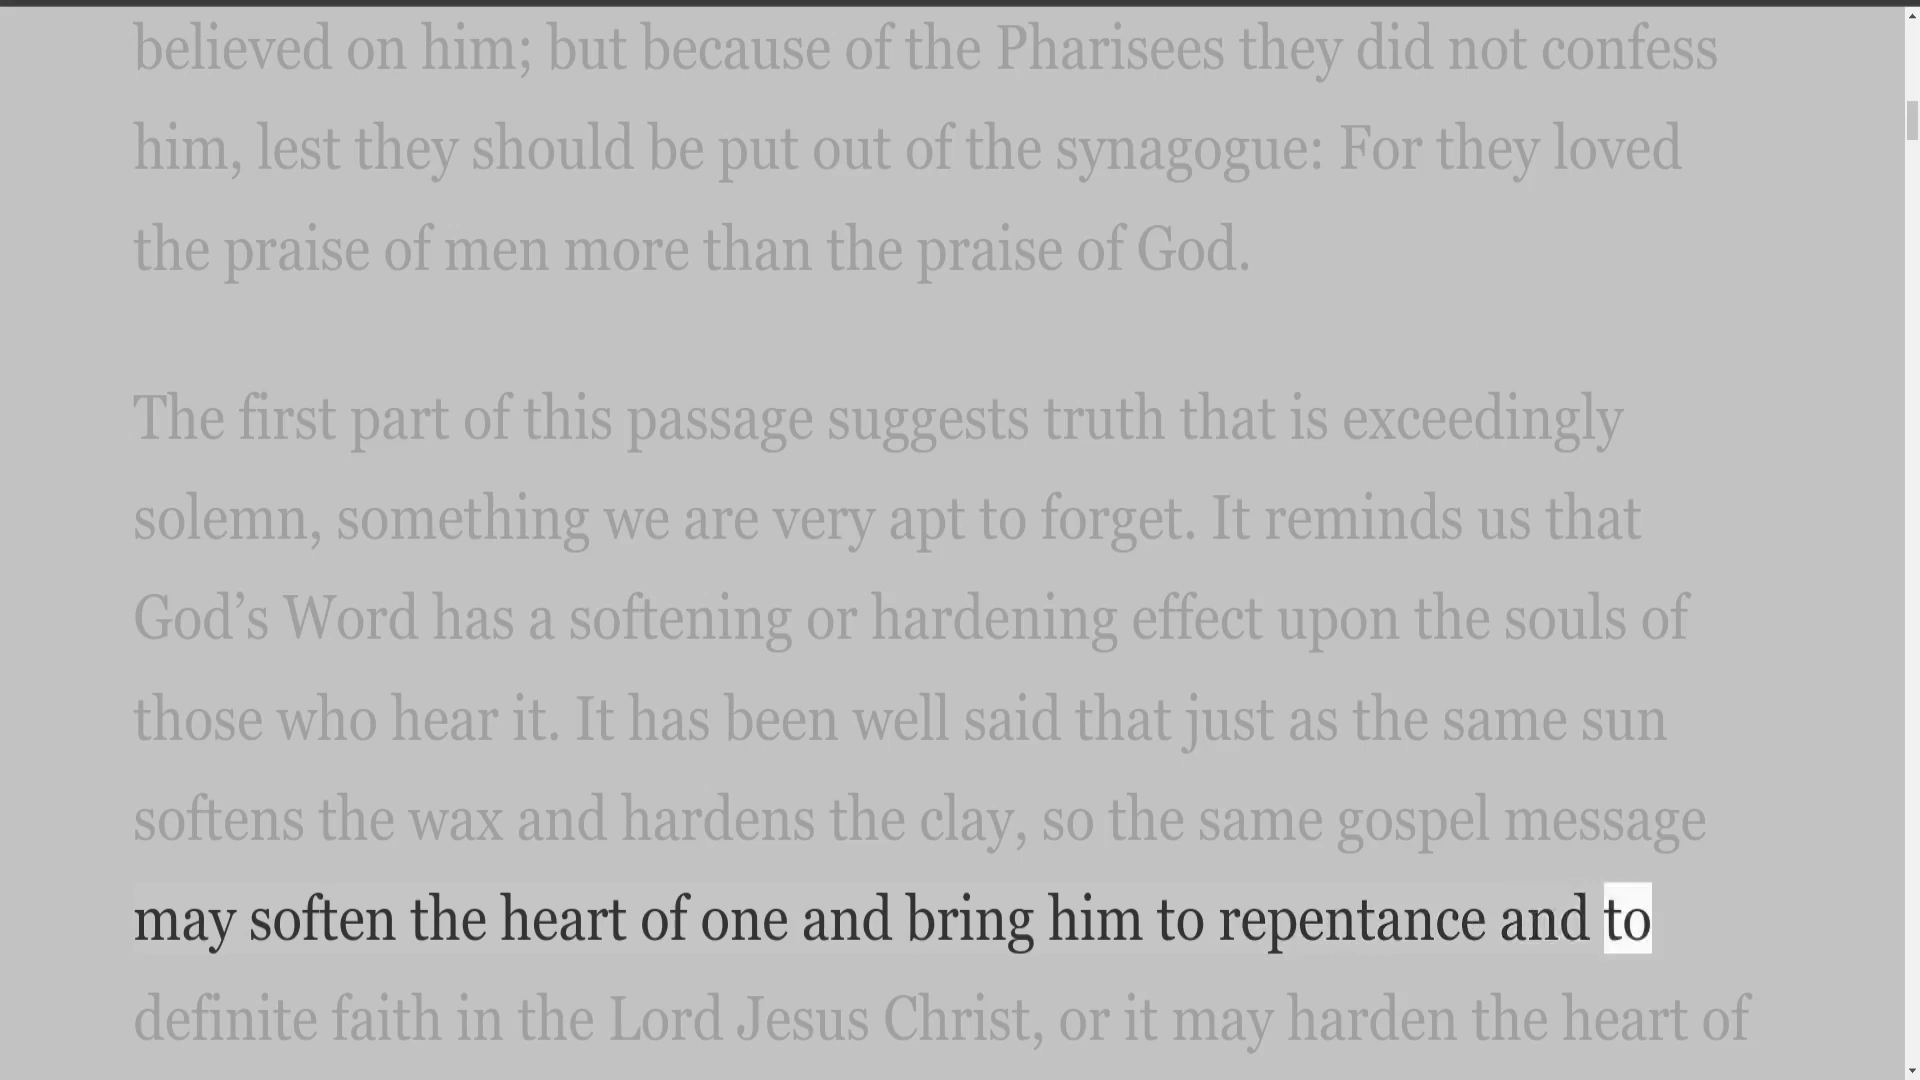 believed on him; but because of the Pharisees they did not confess
him, lest they should be put out of the synagogue: For they loved
the praise of men more than the praise of God.
The first part of this passage suggests truth that is exceedingly
solemn, something we are very apt to forget. It reminds us that
God’s Word has a softening or hardening effect upon the souls of
those who hear it. It has been well said that just as the same sun
softens the wax and hardens the clay, so the same gospel message
may soften the heart of one and bring him to repentance and to
definite faith in the Lord Jesus Christ, or it may harden the heart of